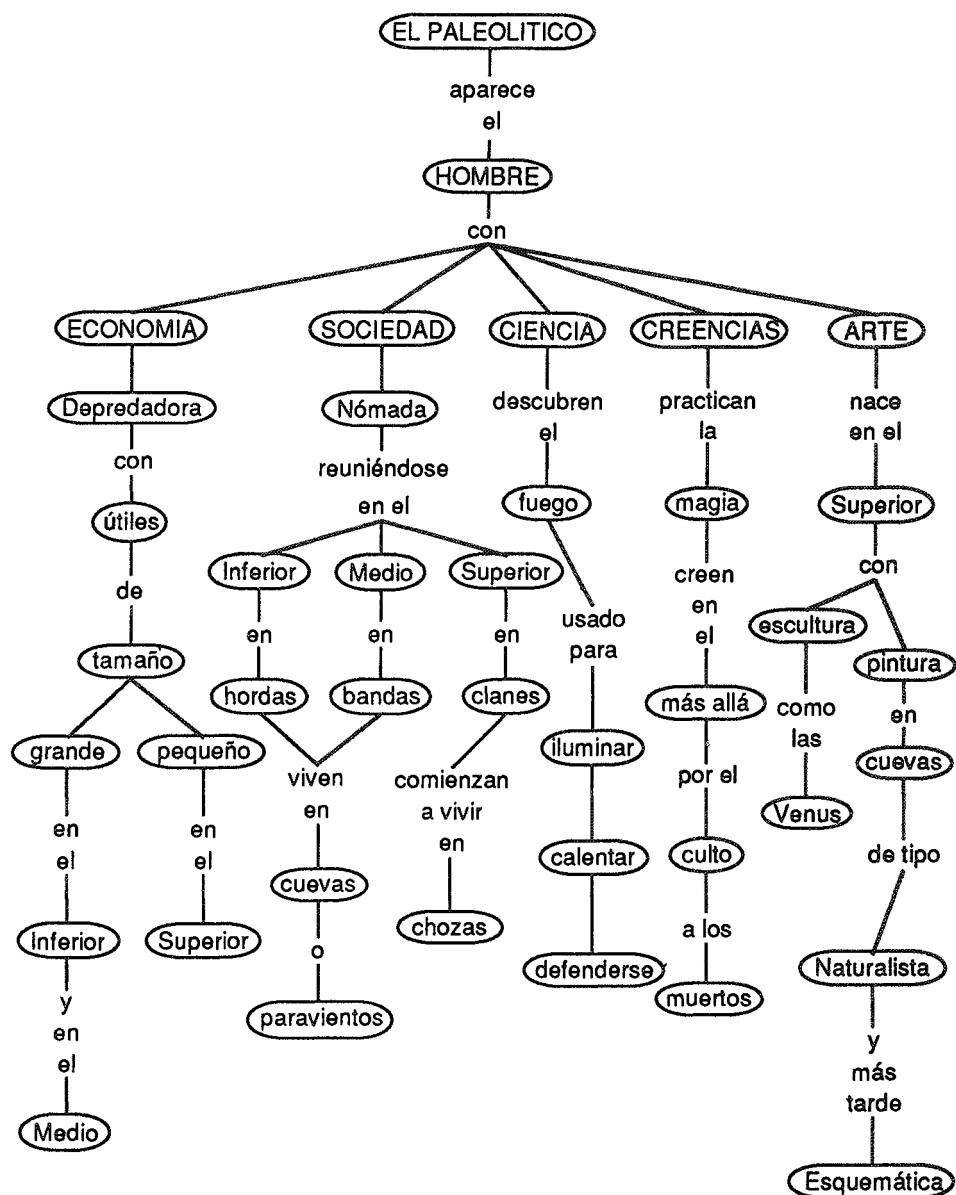 EL PALEOLITICO
aparece
el
HOMBRE
con
ECONOMIA
Depredadora
con
útiles
de
tamaño
grande
en
el
Inferior
y
en
el
Medio
pequeño
en
el
Superior
SOCIEDAD
Nómada
reuniéndose
en el
Inferior
en
hordas
Medio
en
bandas
viven
en
cuevas
o
paravientos
Superior
en
clanes
comienzan
a vivir
en
chozas
CIENCIA
descubren
el
fuego
usado
para
iluminar
calentar
defenderse
CREENCIAS
practican
la
magia
creen
en
el
más allá
por el
culto
a los
muertos
ARTE
nace
en el
Superior
con
escultura
como
las
Venus
pintura
en
cuevas
de tipo
Naturalista
y
más
tarde
Esquemática